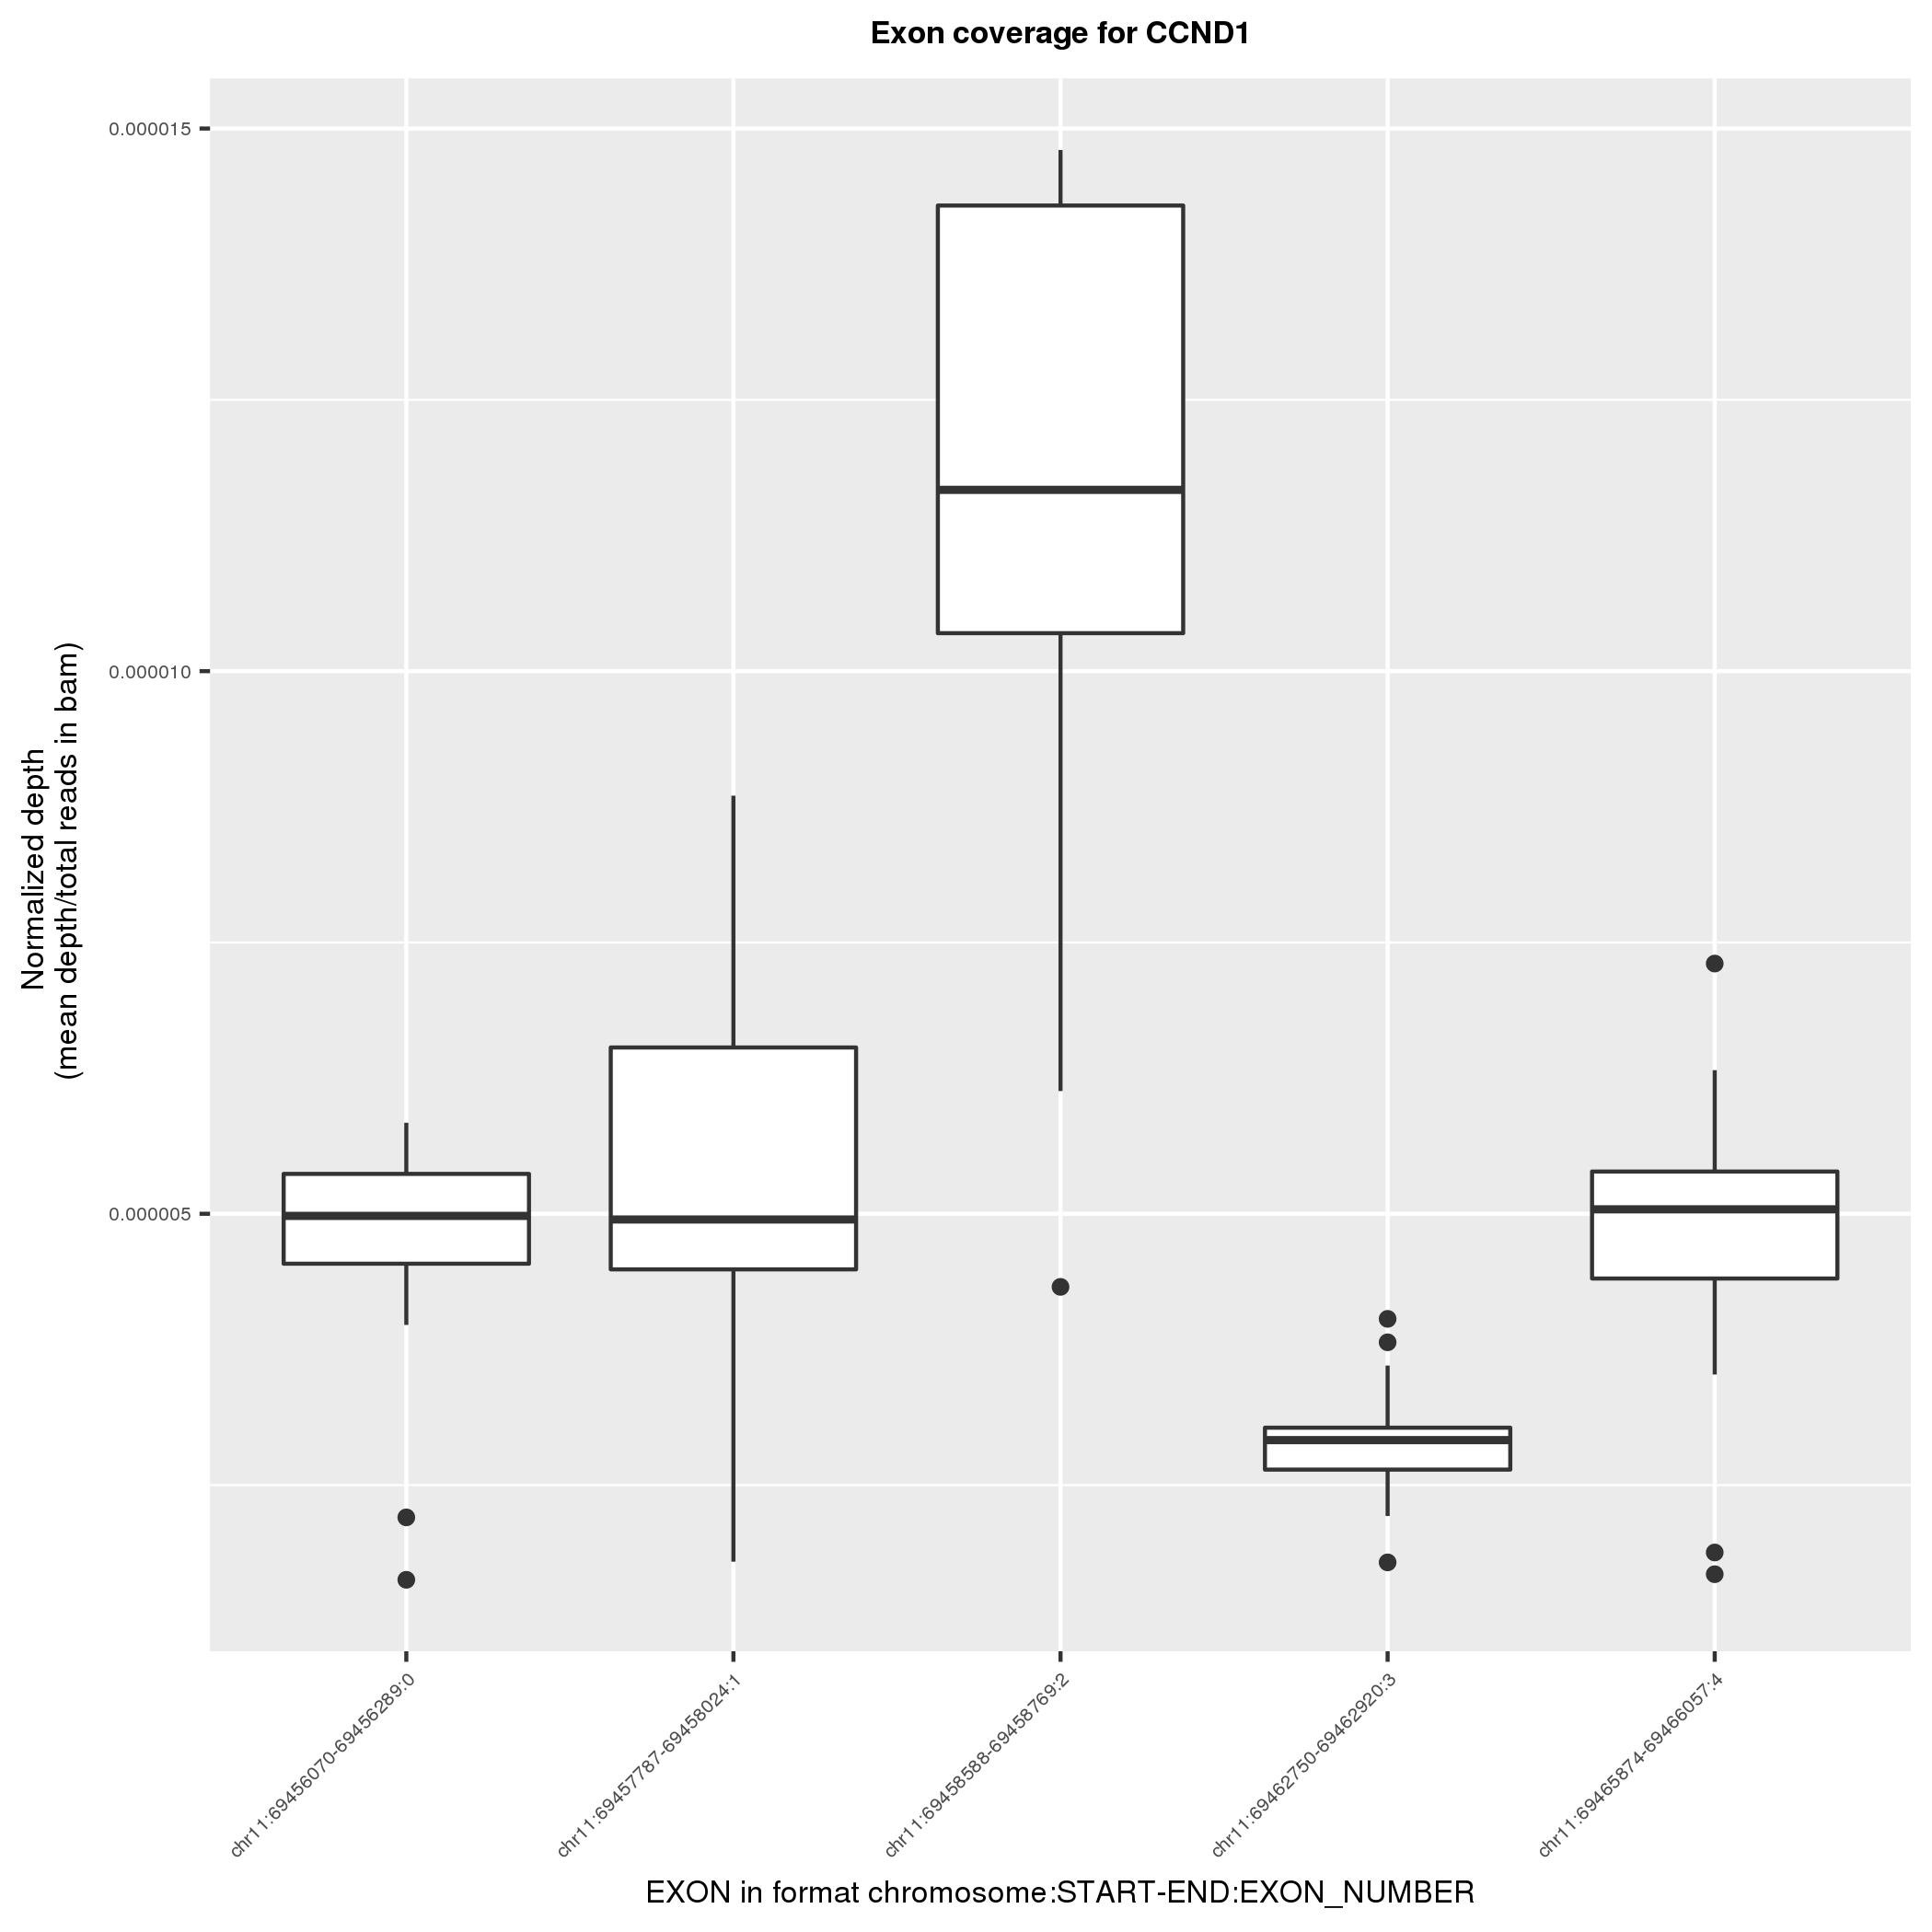 Exon coverage for CCND1
0.000015
0.000010
0.000005
Normalized depth
(mean depth/total reads in bam)
chr11:69456070-69456289:0
chr11:69457787-69458024:1
chr11:69458588-69458769:2
chr11:69462750-69462920:3
chr11:69465874-69466057:4
EXON in format chromosome:START-END:EXON_NUMBER